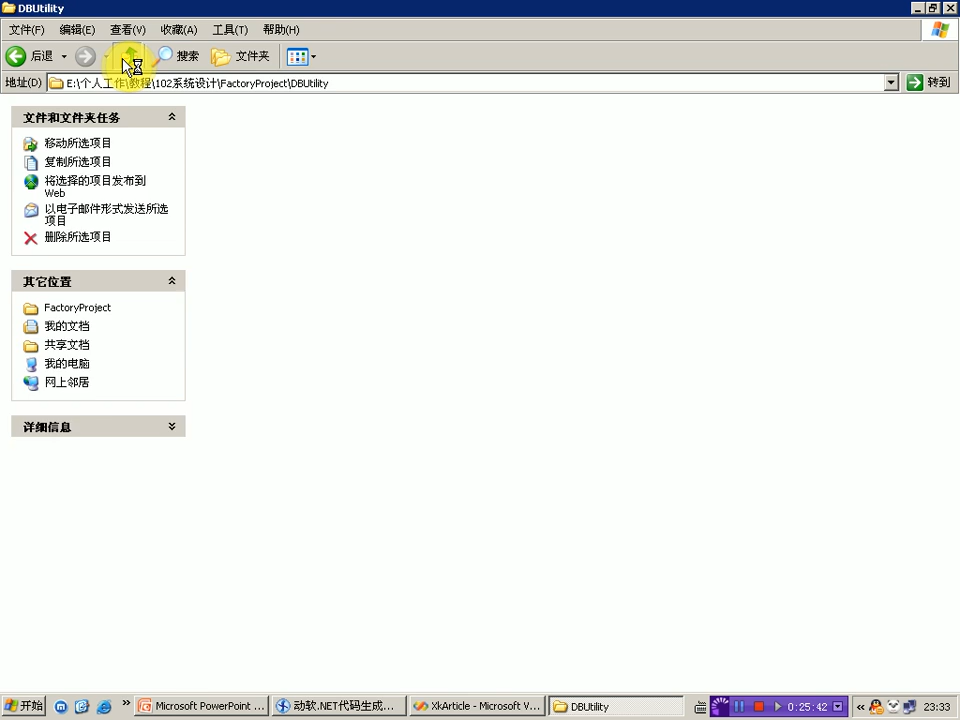 DBUtility
文件(F) 编辑(E) 查看(V) 收藏(A) 工具(T) 帮助(H)
后退 搜索 文件夹
地址(D) E:\个人工作\教程\102系统设计\FactoryProject\DBUtility 转到
文件和文件夹任务
移动所选项目
复制所选项目
将选择的项目发布到
Web
以电子邮件形式发送所选
项目
删除所选项目
其它位置
FactoryProject
我的文档
共享文档
我的电脑
网上邻居
详细信息
开始 Microsoft PowerPoint ... 动软.NET代码生成... XkArticle - Microsoft V... DBUtility 0:25:42 23:33